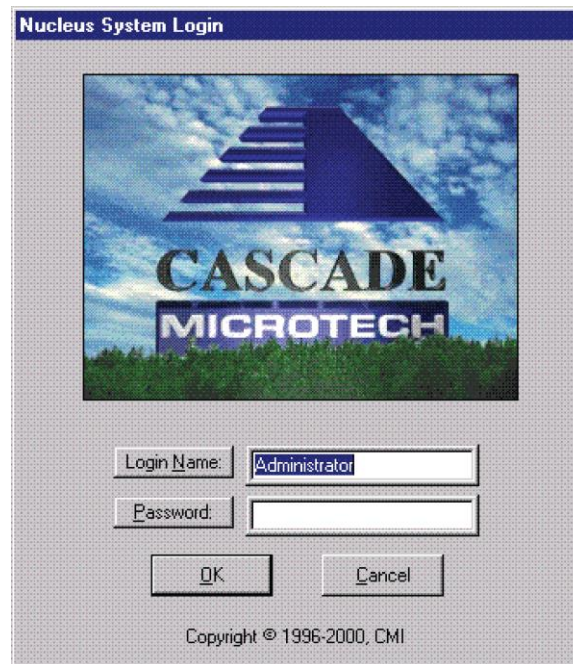 Nucleus System Login
CASCADE
MICROTECH
Login Name:
Administrator
Password:
OK
Cancel
Copyright © 1996-2000, CMI